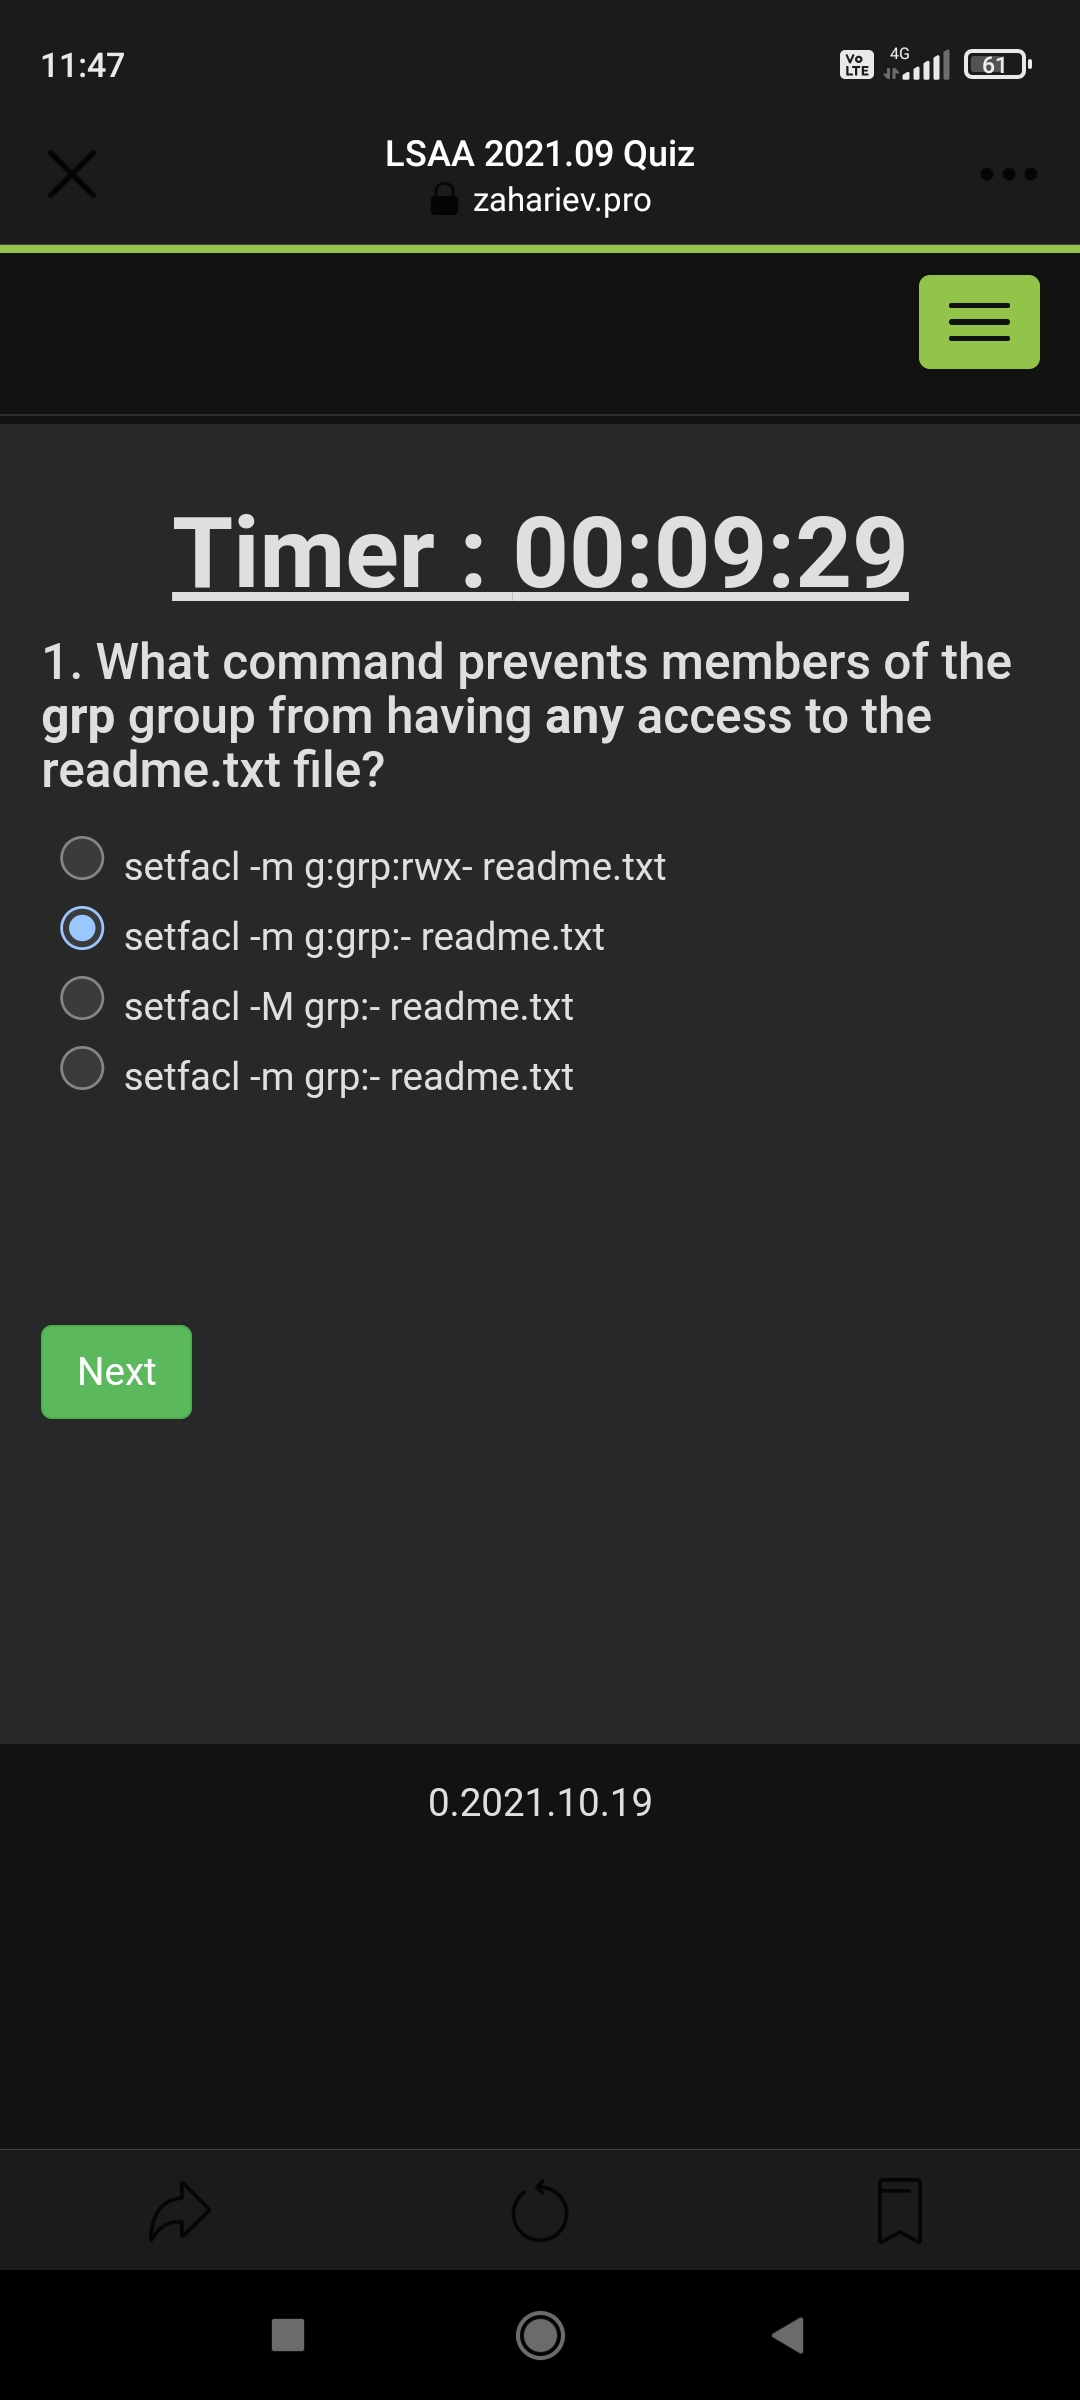 11:47
Vo LTE
4G
61
LSAA 2021.09 Quiz
zahariev.pro
Timer : 00:09:29
1. What command prevents members of the
grp group from having any access to the
readme.txt file?
setfacl -m g:grp:rwx- readme.txt
setfacl -m g:grp:- readme.txt
setfacl -M grp:- readme.txt
setfacl -m grp:- readme.txt
Next
0.2021.10.19